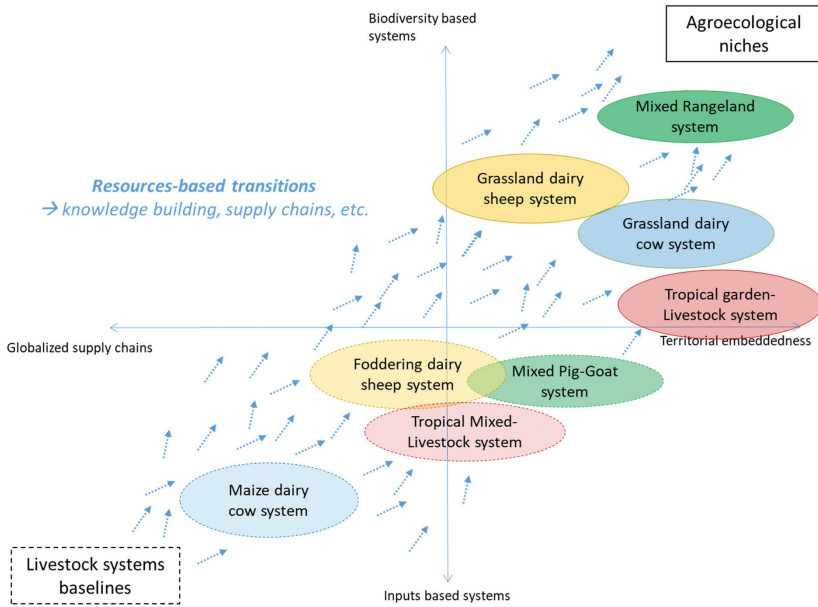 Biodiversity based
systems
Agroecological
niches
Mixed Rangeland
system
Resources-based transitions
→ knowledge building, supply chains, etc.
Grassland dairy
sheep system
Grassland dairy
cow system
Tropical garden-
Livestock system
Globalized supply chains
Territorial embeddedness
Foddering dairy
sheep system
Mixed Pig-Goat
system
Tropical Mixed-
Livestock system
Maize dairy
cow system
Livestock systems
baselines
Inputs based systems